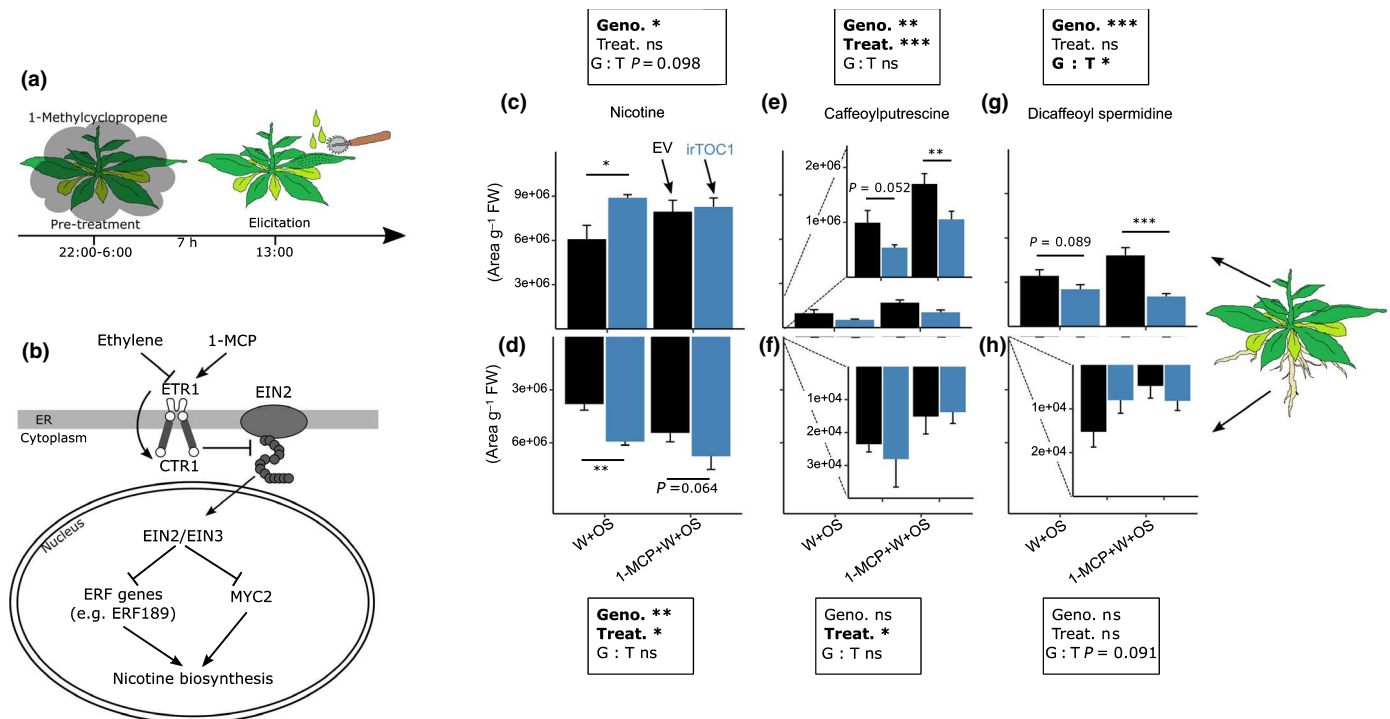 (a)
1-Methylcyclopropene
Pre-treatment
Elicitation
22:00-6:00
7 h
13:00
(b)
Ethylene
1-MCP
ETR1
EIN2
ER
Cytoplasm
CTR1
Nucleus
EIN2/EIN3
ERF genes
(e.g. ERF189)
MYC2
Nicotine biosynthesis
Geno. *
Treat. ns
G : T P = 0.098
(c)
Nicotine
EV
irTOC1
*
(Area g⁻¹ FW)
9e+06
6e+06
3e+06
(d)
(Area g⁻¹ FW)
3e+06
6e+06
**
P = 0.064
W+OS
1-MCP+W+OS
Geno. **
Treat. *
G : T ns
Geno. **
Treat. ***
G : T ns
(e)
Caffeoylputrescine
2e+06
1e+06
P = 0.052
**
(f)
1e+04
2e+04
3e+04
W+OS
1-MCP+W+OS
Geno. ns
Treat. *
G : T ns
Geno. ***
Treat. ns
G : T *
(g)
Dicaffeoyl spermidine
P = 0.089
***
(h)
1e+04
2e+04
W+OS
1-MCP+W+OS
Geno. ns
Treat. ns
G : T P = 0.091